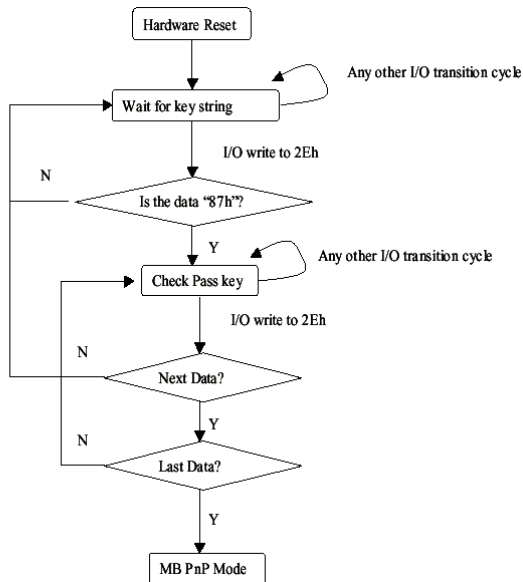 Hardware Reset
Any other I/O transition cycle
Wait for key string
I/O write to 2Eh
N
Is the data “87h”?
Y
Any other I/O transition cycle
Check Pass key
I/O write to 2Eh
N
Next Data?
Y
N
Last Data?
Y
MB PnP Mode